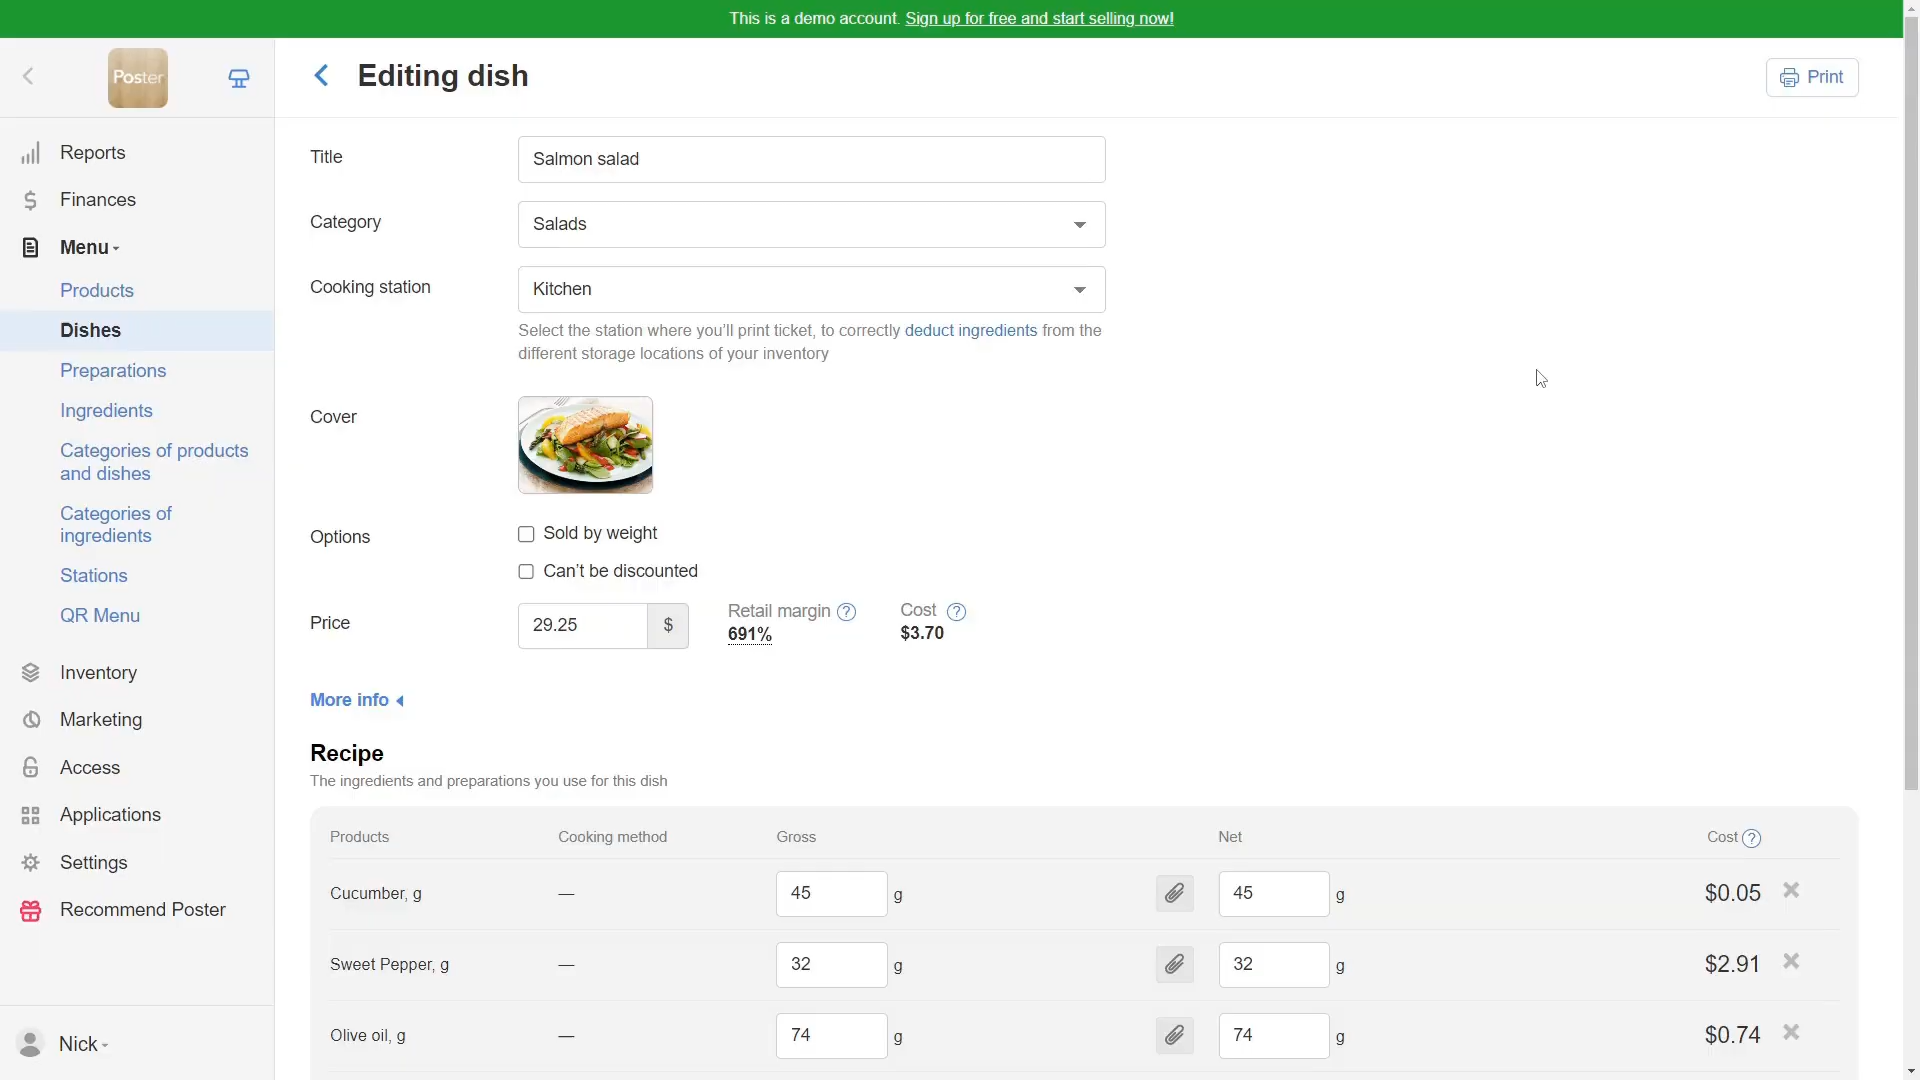 This is a demo account. Sign up for free and start selling now!
Poster
Editing dish
Print
Reports
Finances
Menu
Products
Dishes
Preparations
Ingredients
Categories of products
and dishes
Categories of
ingredients
Stations
QR Menu
Inventory
Marketing
Access
Applications
Settings
Recommend Poster
Nick
Title
Salmon salad
Category
Salads
Cooking station
Kitchen
Select the station where you'll print ticket, to correctly deduct ingredients from the
different storage locations of your inventory
Cover
Options
Sold by weight
Can't be discounted
Price
29.25 $
Retail margin ?
691%
Cost ?
$3.70
More info
Recipe
The ingredients and preparations you use for this dish
Products Cooking method Gross Net Cost ?
Cucumber, g — 45 g 45 g $0.05
Sweet Pepper, g — 32 g 32 g $2.91
Olive oil, g — 74 g 74 g $0.74